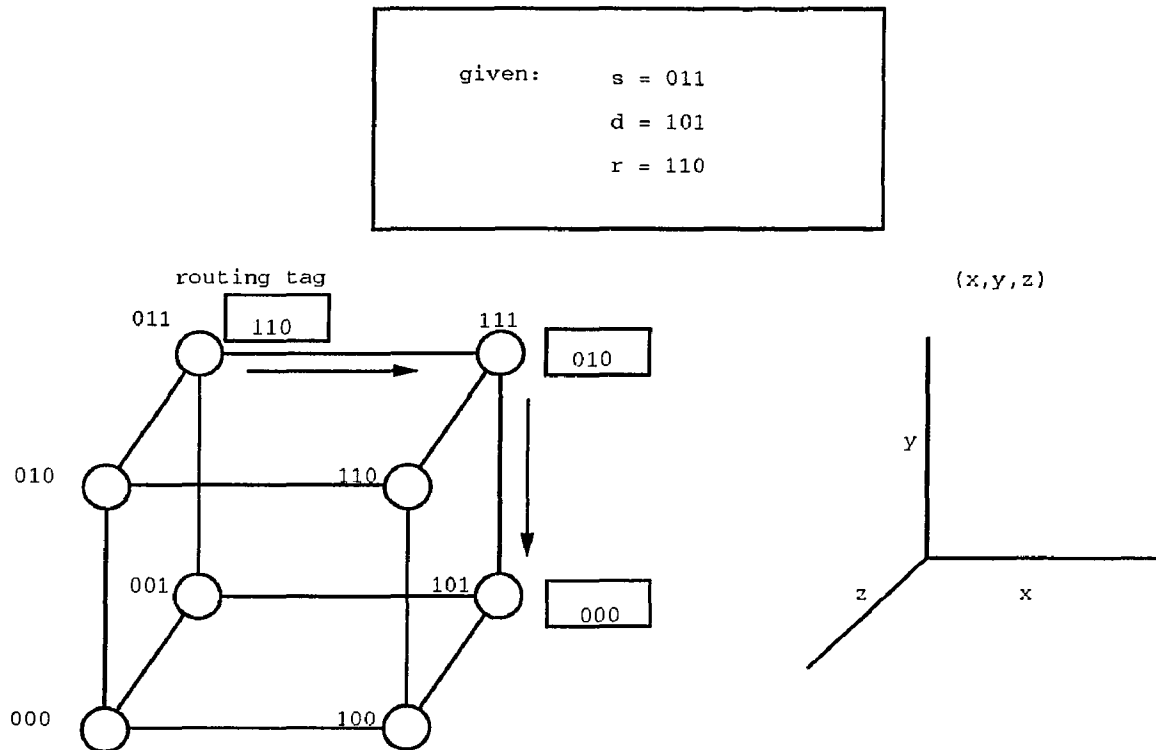 given: s = 011
d = 101
r = 110
routing tag
(x,y,z)
011
110
111
010
y
010
110
001
101
000
z
x
000
100